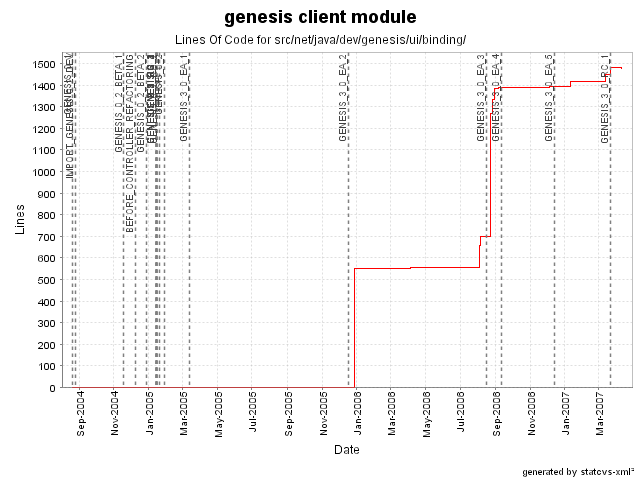 genesis client module
Lines Of Code for src/net/java/dev/genesis/ui/binding/
Lines
1500
1400
1300
1200
1100
1000
900
800
700
600
500
400
300
200
100
0
GENESIS_0_2_BETA_1
BEFORE_CONTROLLER_REFACTORING
GENESIS_3_0_EA_1
GENESIS_3_0_EA_2
GENESIS_3_0_EA_3
GENESIS_3_0_EA_4
GENESIS_3_0_EA_5
GENESIS_3_0_RC_1
Sep-2004
Nov-2004
Jan-2005
Mar-2005
May-2005
Jul-2005
Sep-2005
Nov-2005
Jan-2006
Mar-2006
May-2006
Jul-2006
Sep-2006
Nov-2006
Jan-2007
Mar-2007
Date
generated by statcvs-xml²